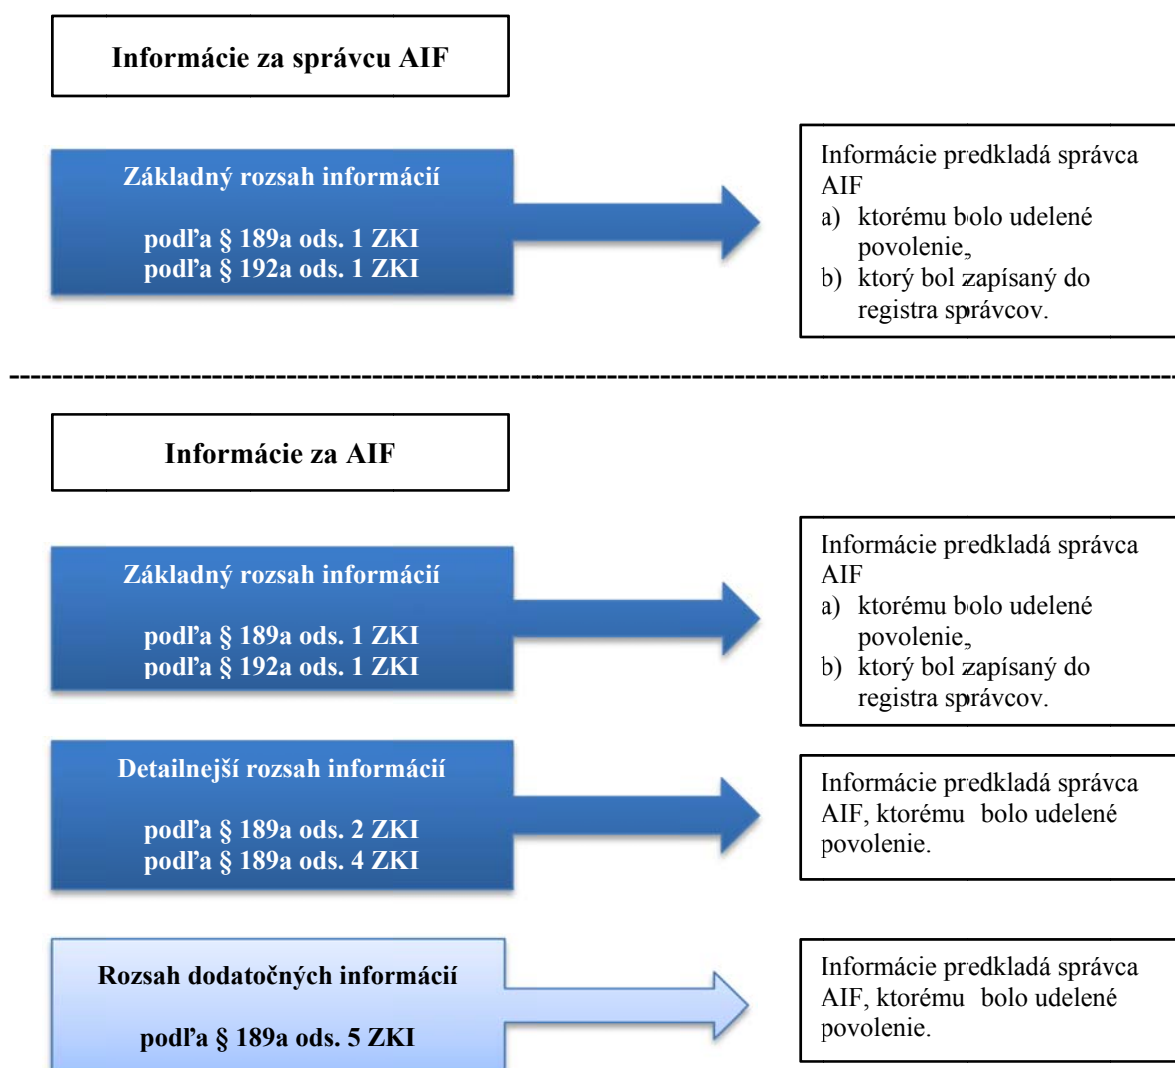 Informácie za správcu AIF
Základný rozsah informácií
podľa § 189a ods. 1 ZKI
podľa § 192a ods. 1 ZKI
Informácie predkladá správca
AIF
a) ktorému bolo udelené
povolenie,
b) ktorý bol zapísaný do
registra správcov.
Informácie za AIF
Základný rozsah informácií
podľa § 189a ods. 1 ZKI
podľa § 192a ods. 1 ZKI
Informácie predkladá správca
AIF
a) ktorému bolo udelené
povolenie,
b) ktorý bol zapísaný do
registra správcov.
Detailnejší rozsah informácií
podľa § 189a ods. 2 ZKI
podľa § 189a ods. 4 ZKI
Informácie predkladá správca
AIF, ktorému bolo udelené
povolenie.
Rozsah dodatočných informácií
podľa § 189a ods. 5 ZKI
Informácie predkladá správca
AIF, ktorému bolo udelené
povolenie.